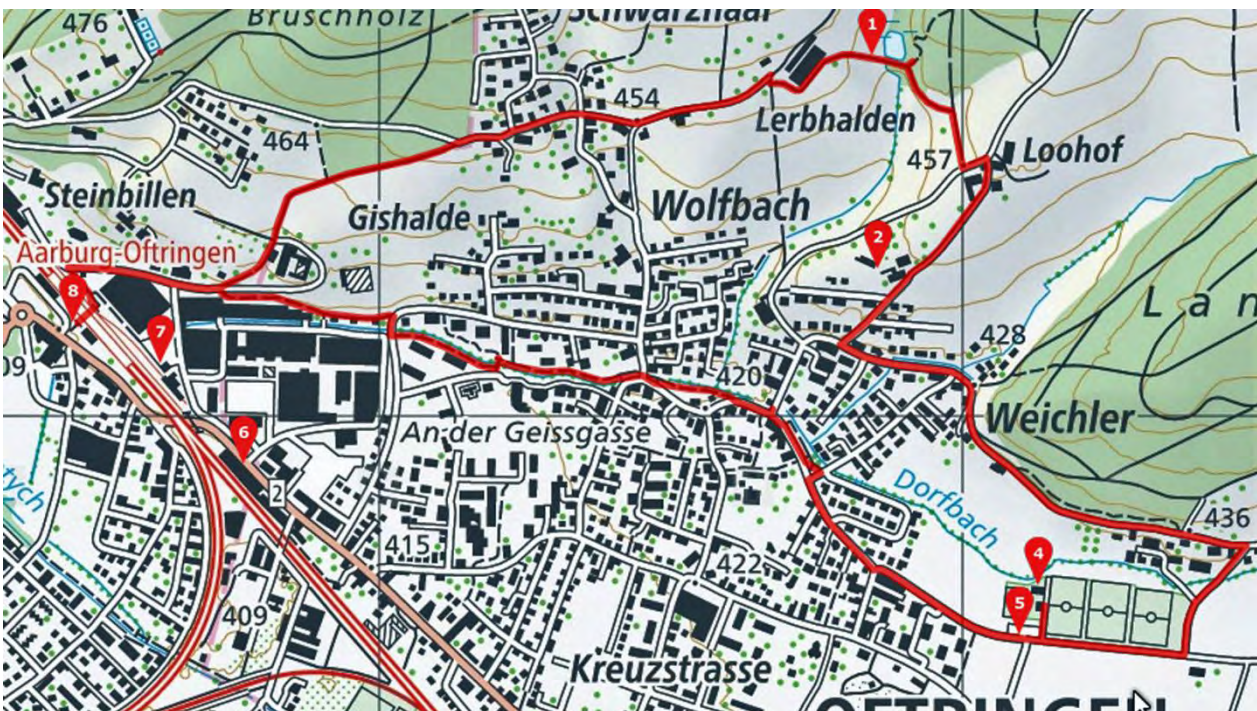 476
Bruschholz
Schwarzhaar
1
454
Lerbhalden
464
457
Loohof
Steinbillen
Gishalde
Wolfbach
2
Aarburg-Oftringen
8
7
428
420
Weichler
6
An der Geissgasse
2
Dorfbach
436
415
422
4
5
409
Kreuzstrasse
OFTRINGEN